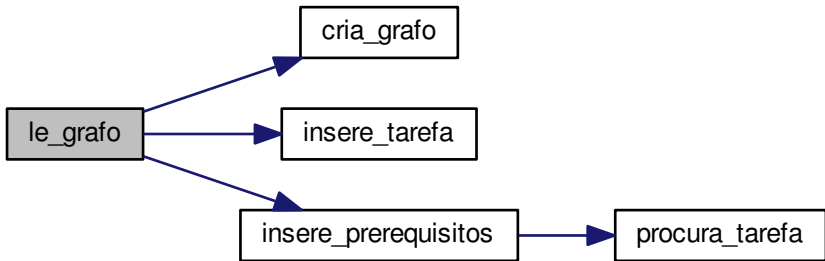 cria_grafo
le_grafo
insere_tarefa
insere_prerequisitos
procura_tarefa